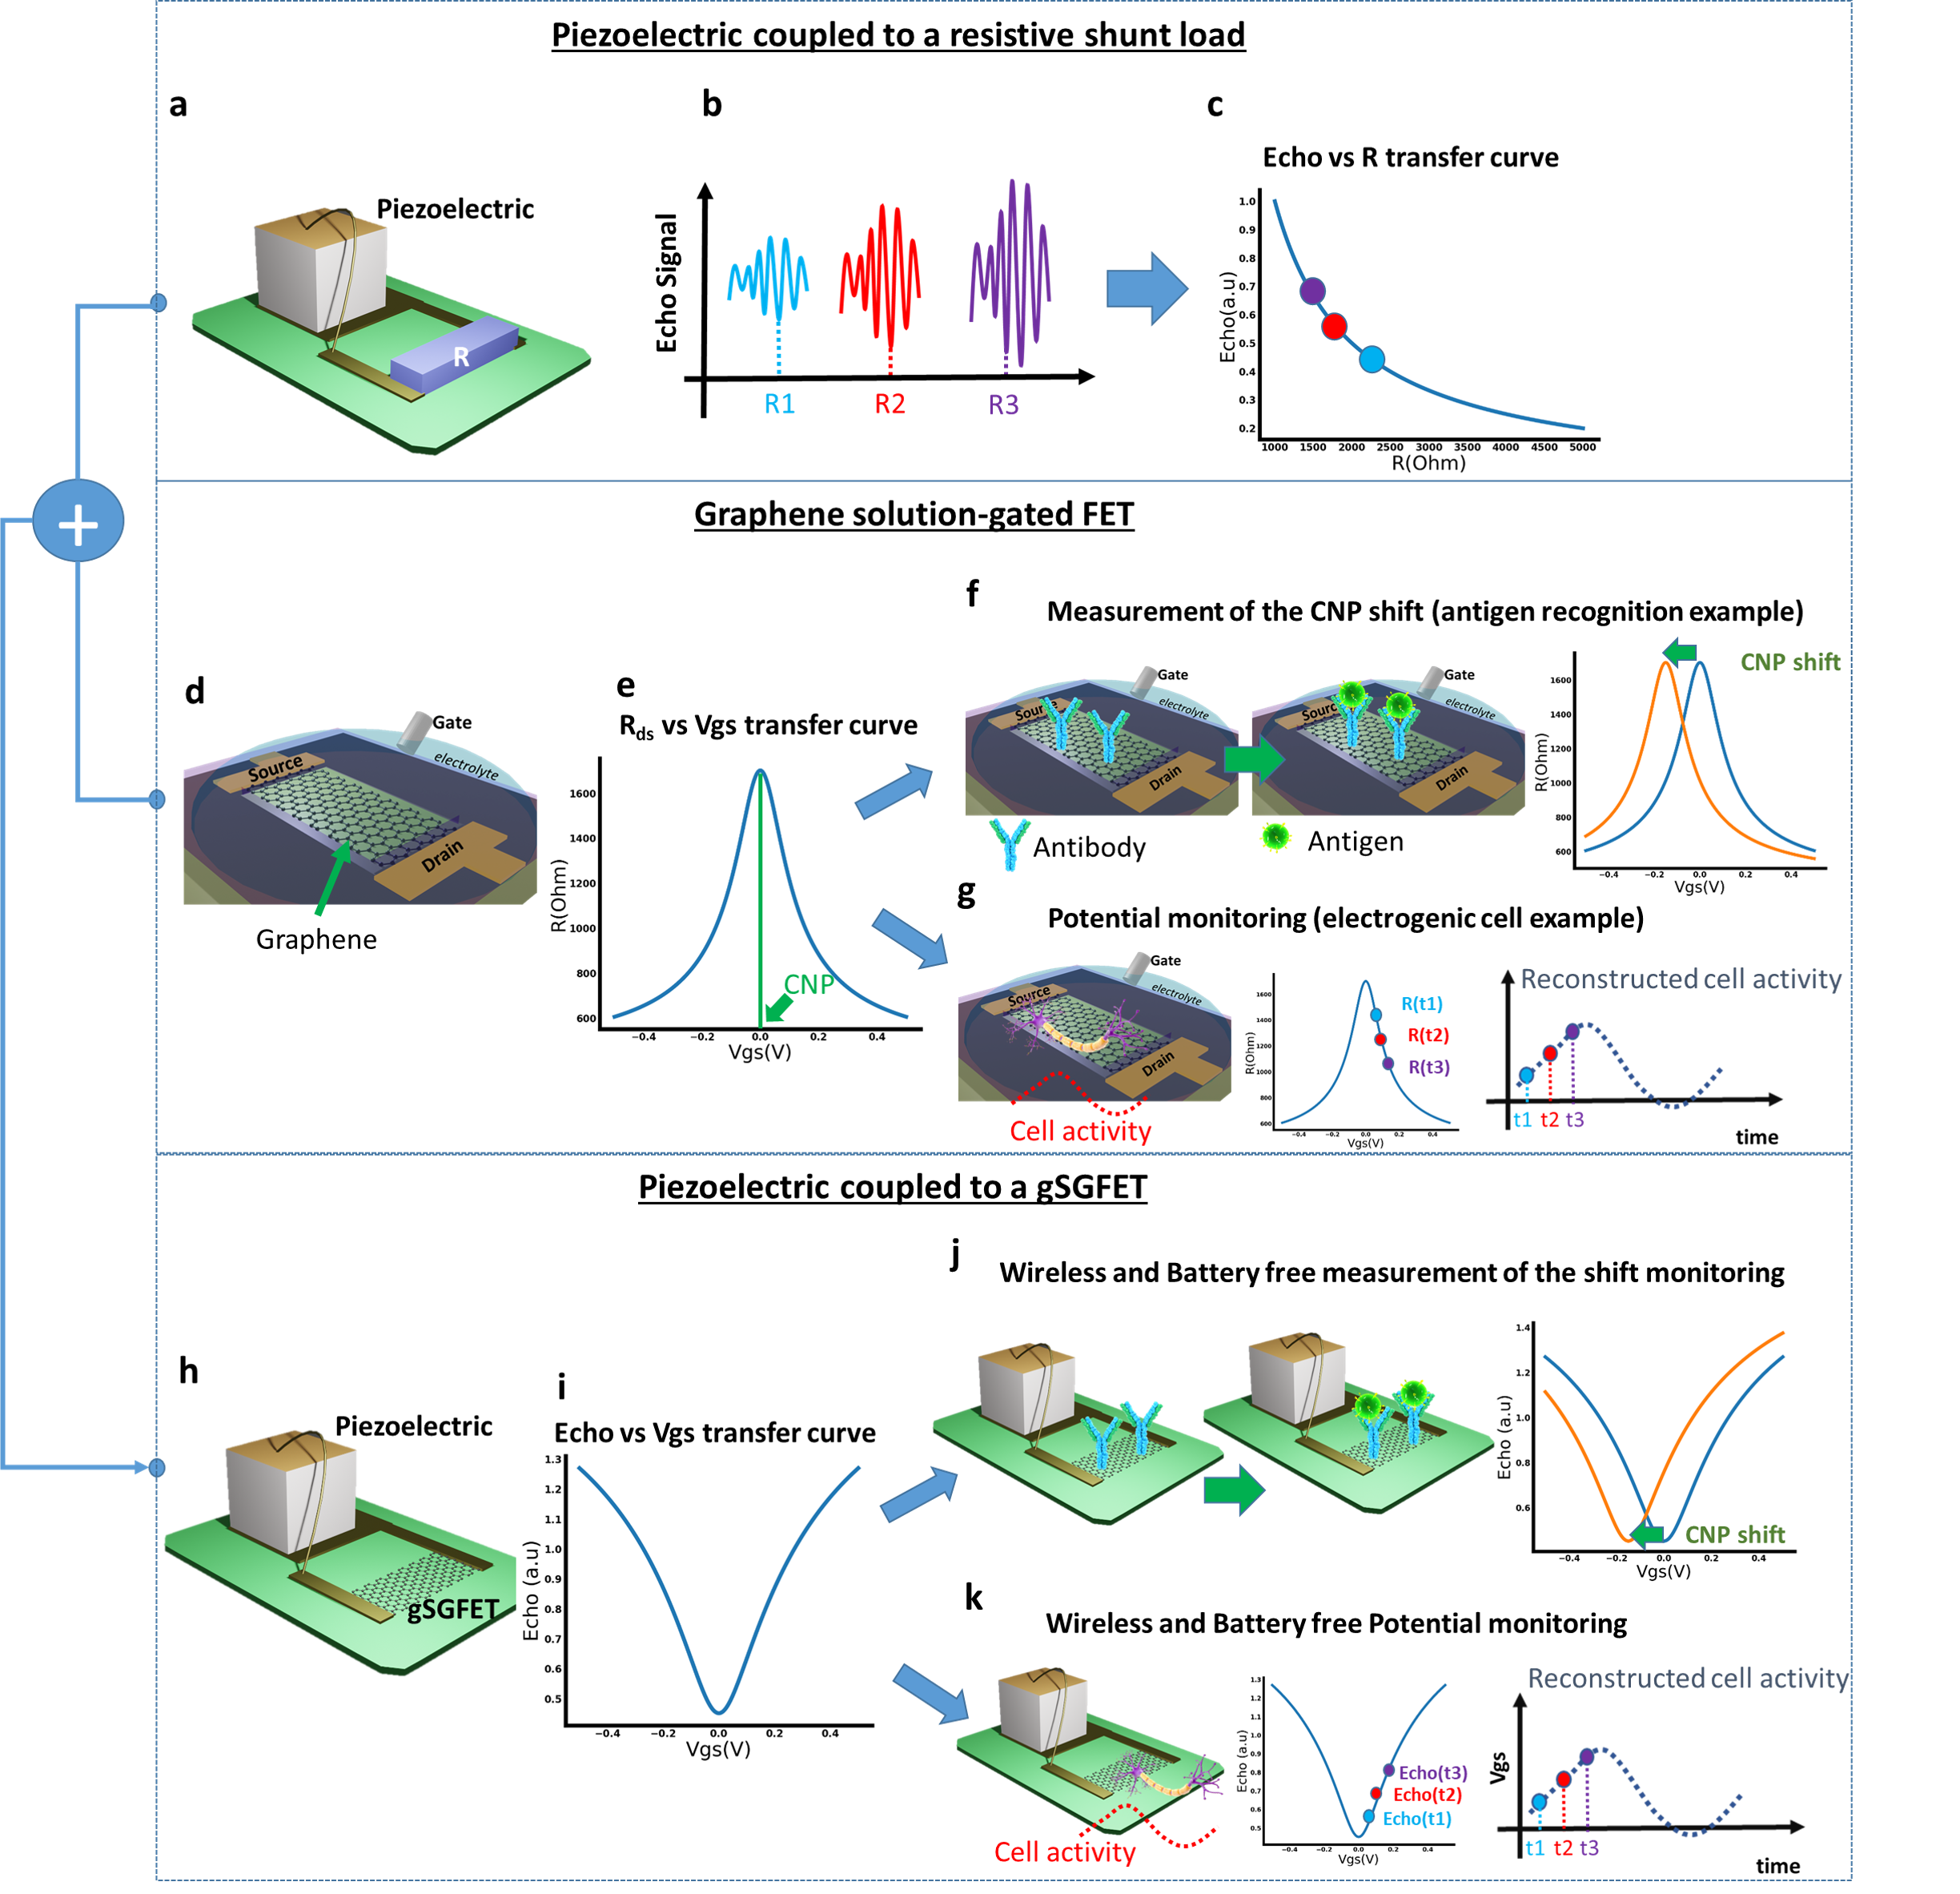 Piezoelectric coupled to a resistive shunt load
a
b
c
Piezoelectric
R
Echo Signal
R1
R2
R3
Echo vs R transfer curve
Echo(a.u)
1.0
0.9
0.8
0.7
0.6
0.5
0.4
0.3
0.2
1000 1500 2000 2500 3000 3500 4000 4500 5000
R(Ohm)
+
Graphene solution-gated FET
d
Gate
electrolyte
Source
Drain
Graphene
e
Rds vs Vgs transfer curve
R(Ohm)
1600
1400
1200
1000
800
600
CNP
−0.4 −0.2 0.0 0.2 0.4
Vgs(V)
f
Measurement of the CNP shift (antigen recognition example)
Gate
electrolyte
Source
Drain
Gate
electrolyte
Source
Drain
Antibody
Antigen
CNP shift
R(Ohm)
1600
1400
1200
1000
800
600
−0.4 −0.2 0.0 0.2 0.4
Vgs(V)
g
Potential monitoring (electrogenic cell example)
Gate
electrolyte
Source
Drain
Cell activity
R(Ohm)
1600
1400
1200
1000
800
600
R(t1)
R(t2)
R(t3)
−0.4 −0.2 0.0 0.2 0.4
Vgs(V)
Reconstructed cell activity
t1 t2 t3
time
Piezoelectric coupled to a gSGFET
h
Piezoelectric
gSGFET
i
Echo vs Vgs transfer curve
Echo (a.u)
1.3
1.2
1.1
1.0
0.9
0.8
0.7
0.6
0.5
−0.4 −0.2 0.0 0.2 0.4
Vgs(V)
j
Wireless and Battery free measurement of the shift monitoring
Echo (a.u)
1.4
1.2
1.0
0.8
0.6
CNP shift
−0.4 −0.2 0.0 0.2 0.4
Vgs(V)
k
Wireless and Battery free Potential monitoring
Cell activity
Echo (a.u)
1.3
1.2
1.1
1.0
0.9
0.8
0.7
0.6
0.5
Echo(t3)
Echo(t2)
Echo(t1)
−0.4 −0.2 0.0 0.2 0.4
Vgs(V)
Reconstructed cell activity
Vgs
t1 t2 t3
time